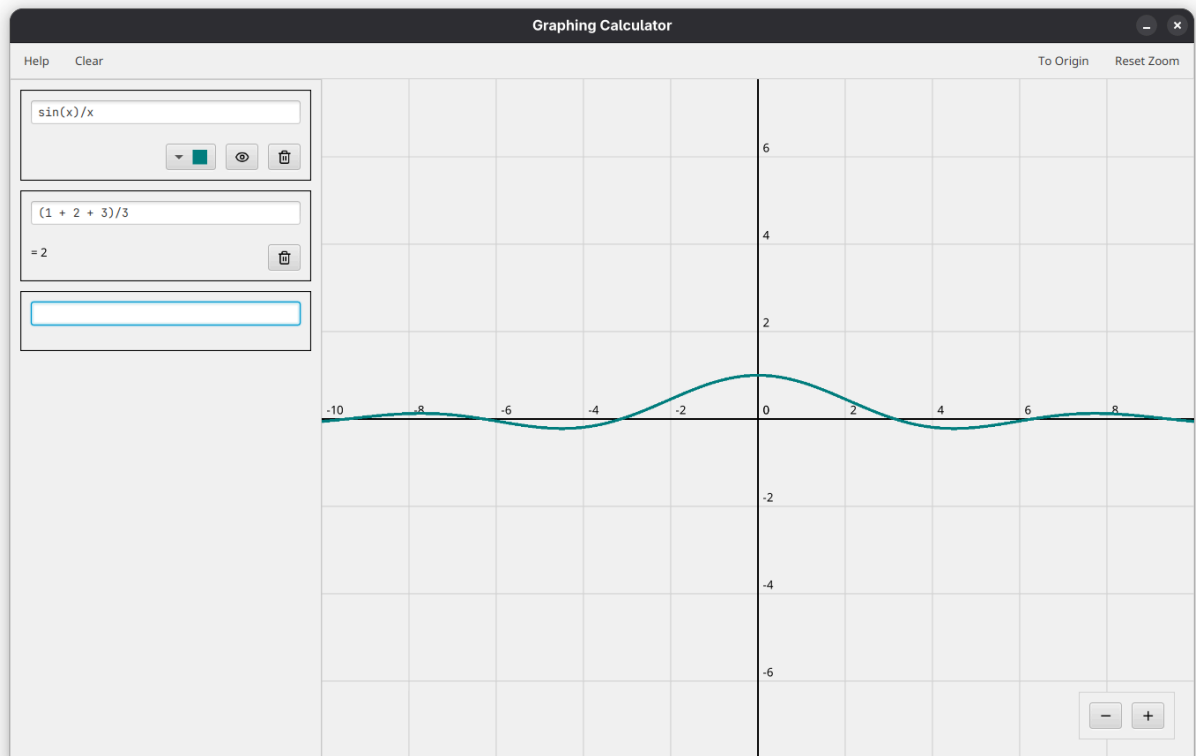 Graphing Calculator
Help Clear To Origin Reset Zoom
sin(x)/x
(1 + 2 + 3)/3
= 2
6
4
2
-10 -8 -6 -4 -2 0 2 4 6 8
-2
-4
-6
− +